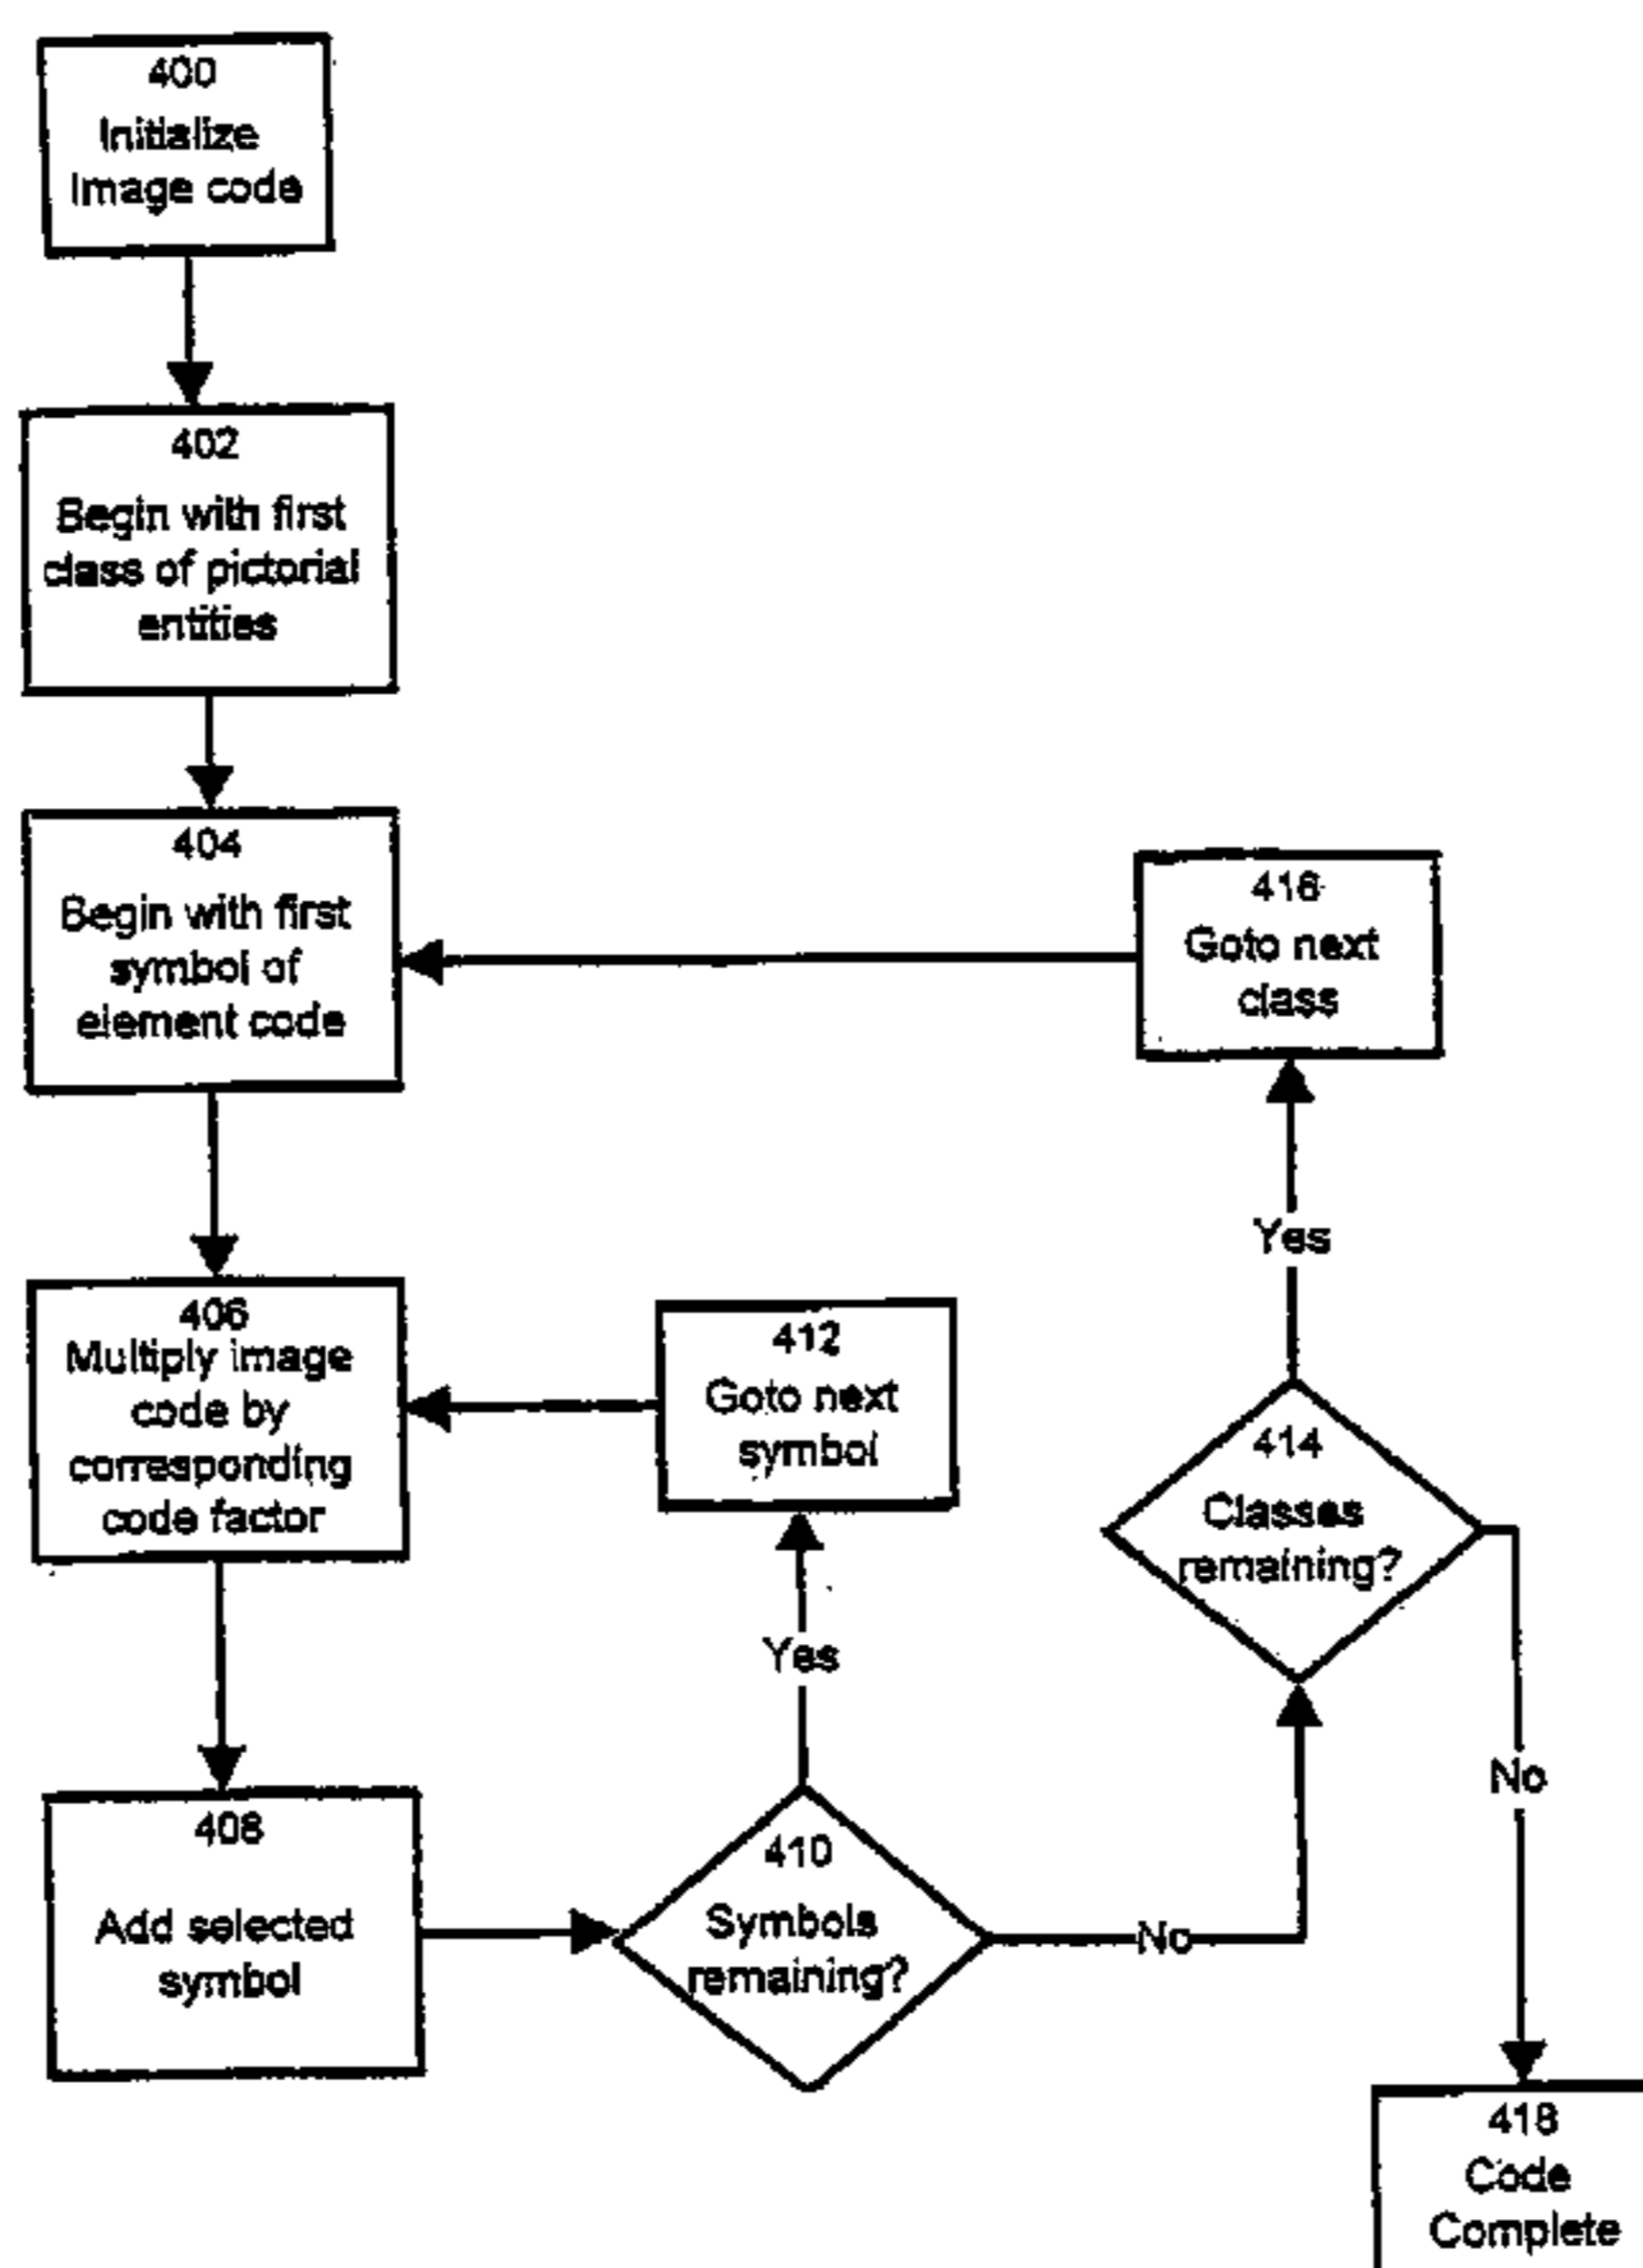 400
Initialize
Image code
402
Begin with first
class of pictorial
entities
404
Begin with first
symbol of
element code
416
Goto next
class
Yes
406
Multiply image
code by
corresponding
code factor
412
Goto next
symbol
414
Classes
remaining?
Yes
No
408
Add selected
symbol
410
Symbols
remaining?
No
418
Code
Complete